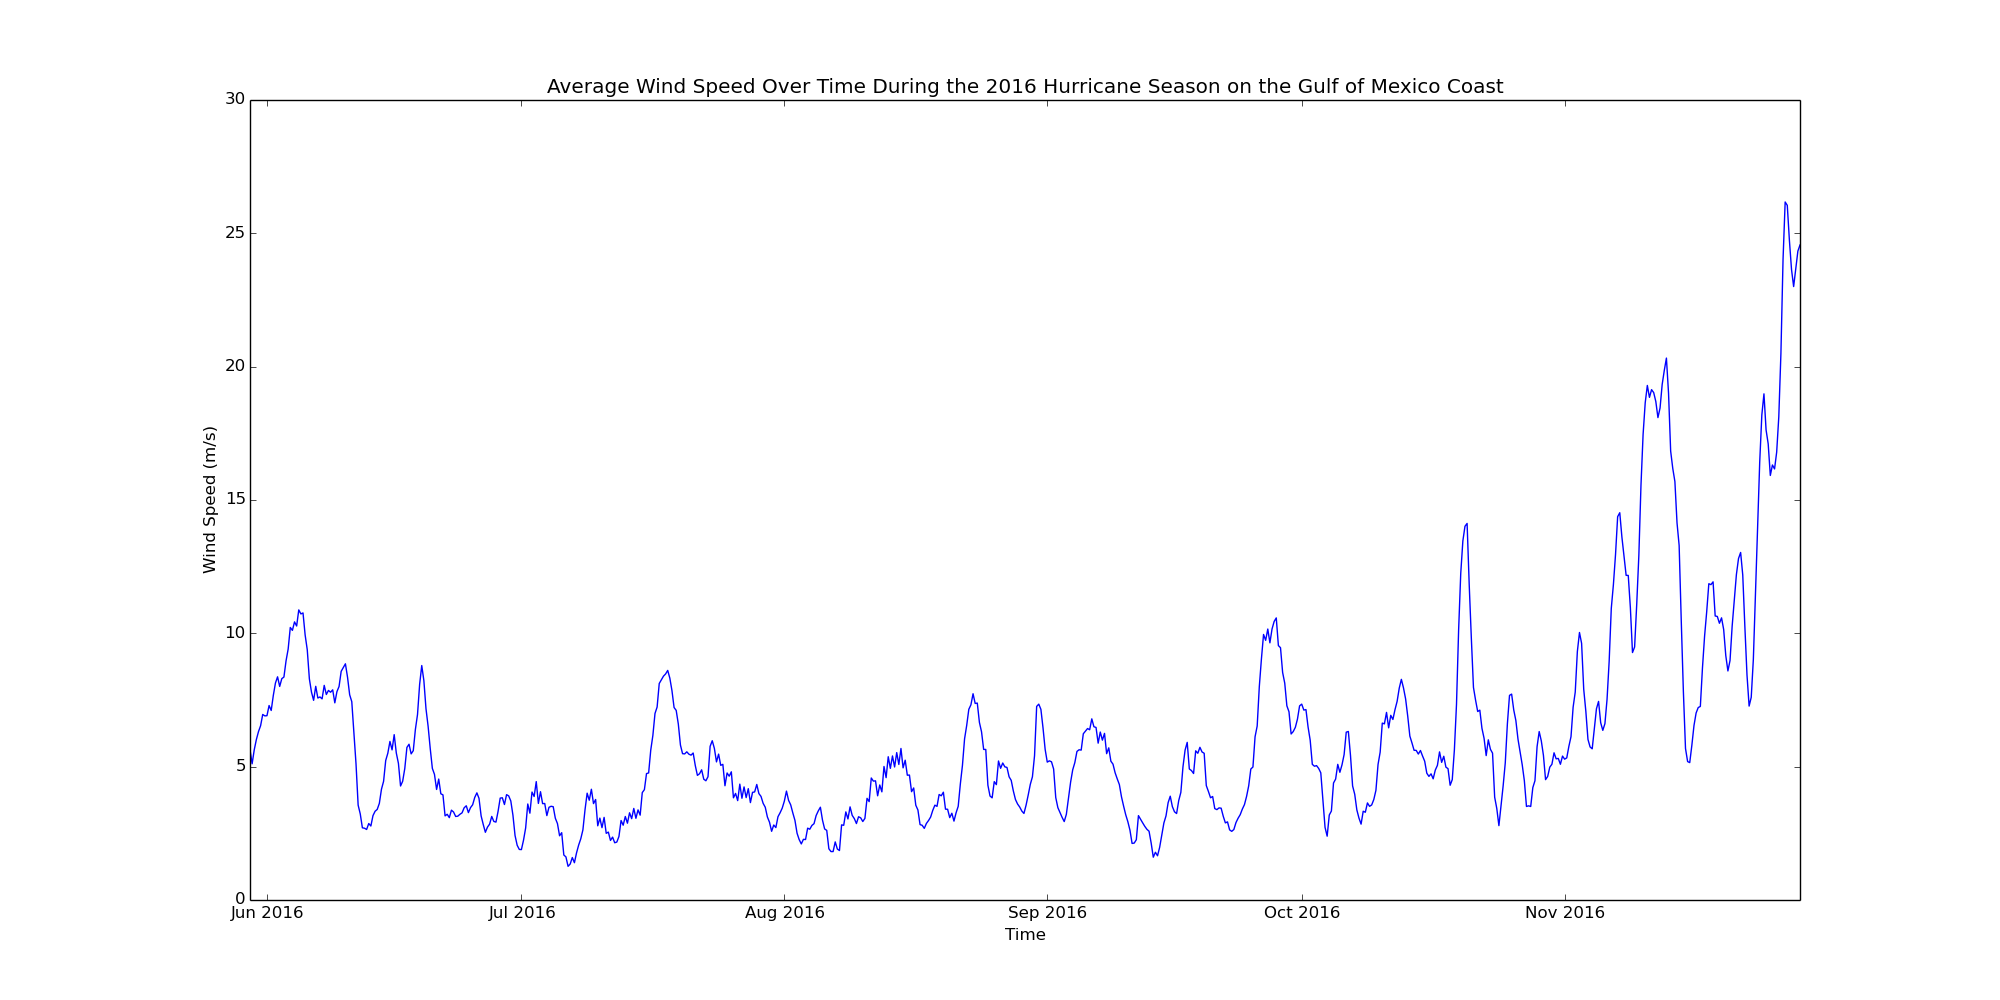 Average Wind Speed Over Time During the 2016 Hurricane Season on the Gulf of Mexico Coast
30
25
20
15
10
5
0
Wind Speed (m/s)
Jun 2016 Jul 2016 Aug 2016 Sep 2016 Oct 2016 Nov 2016
Time